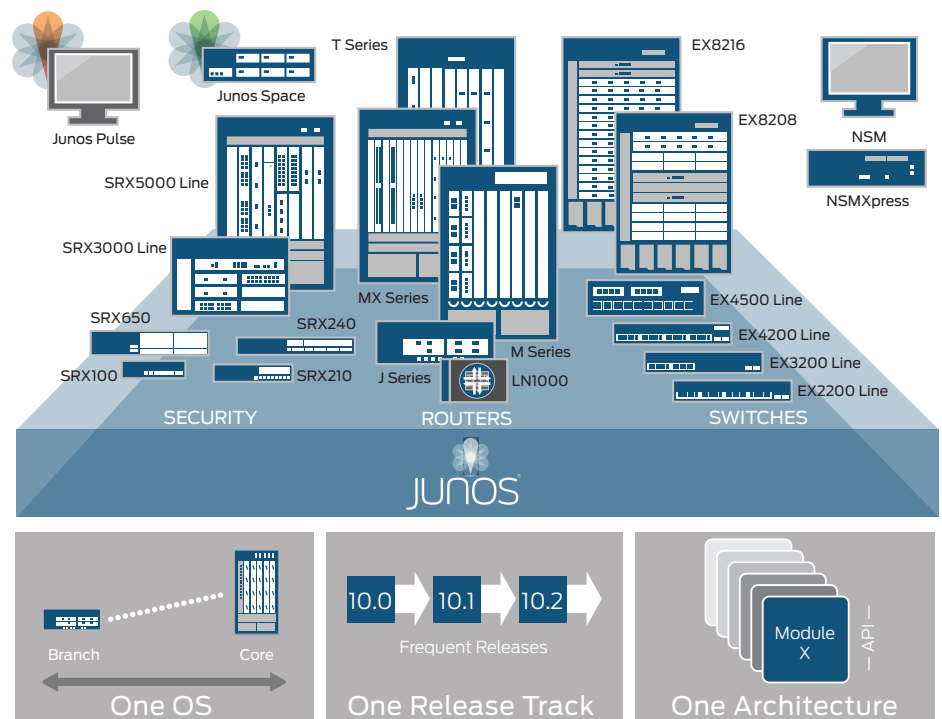 T Series
EX8216
Junos Space
Junos Pulse
EX8208
NSM
SRX5000 Line
NSMXpress
SRX3000 Line
MX Series
EX4500 Line
SRX650
SRX240
EX4200 Line
M Series
SRX100
SRX210
J Series
LN1000
EX3200 Line
EX2200 Line
SECURITY
ROUTERS
SWITCHES
JUNOS®
10.0
10.1
10.2
Module
X
— API —
Frequent Releases
Branch
Core
One OS
One Release Track
One Architecture